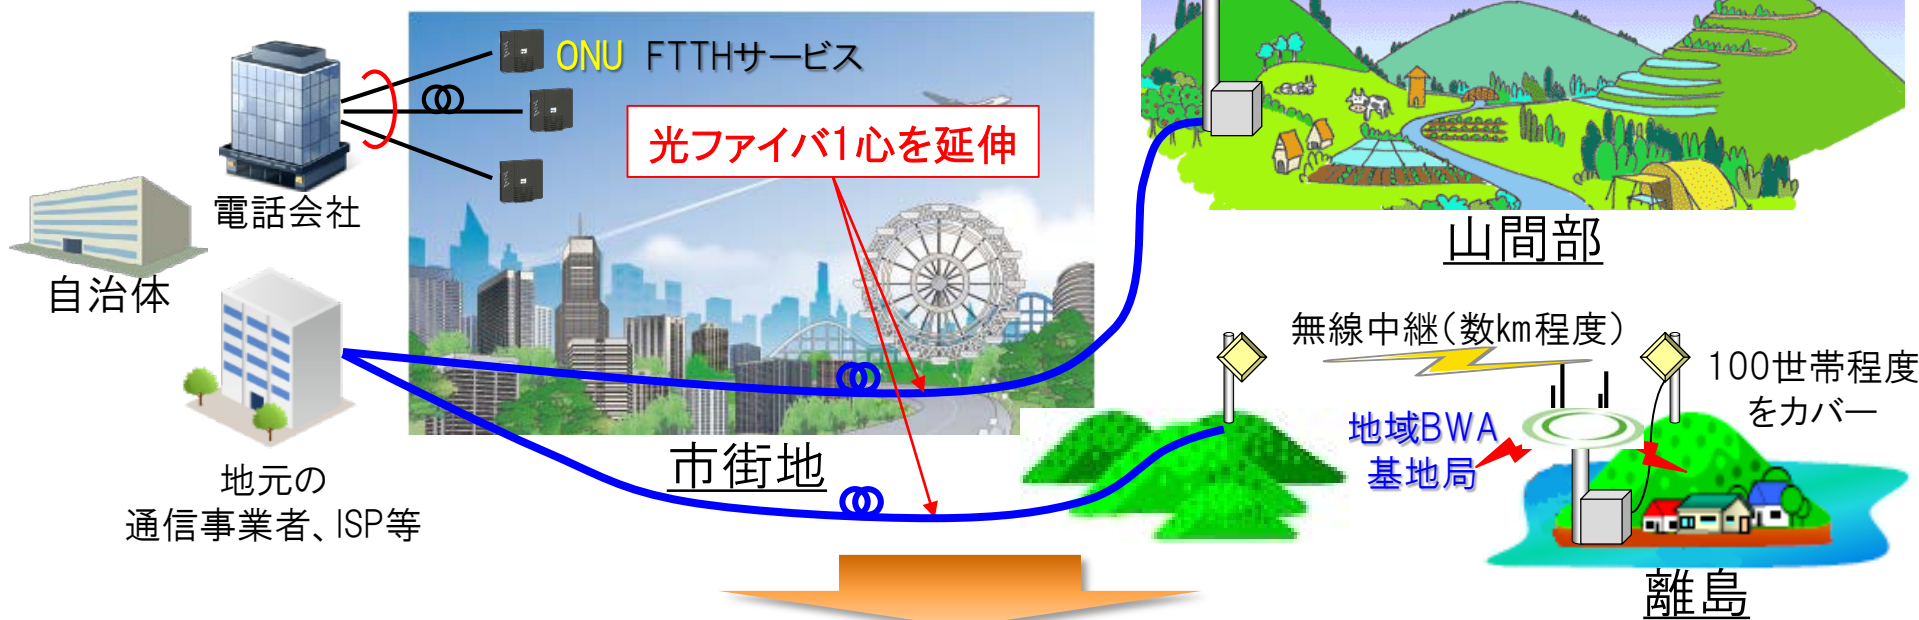 ONU FTTHサービス
光ファイバ1心を延伸
電話会社
自治体
山間部
無線中継(数km程度)
100世帯程度
をカバー
地域BWA
基地局
市街地
地元の
通信事業者、ISP等
離島